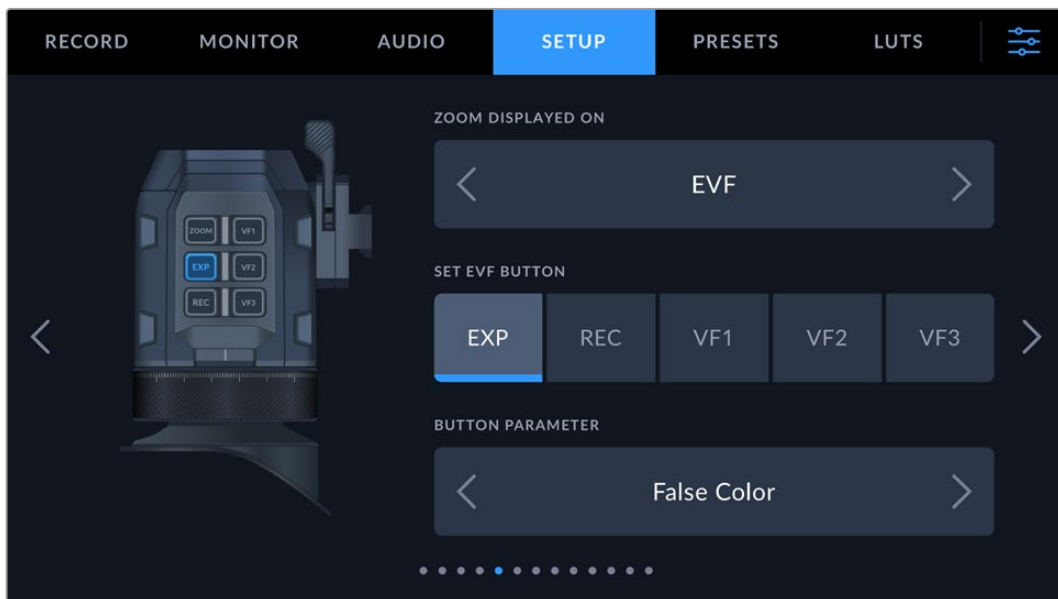 RECORD MONITOR AUDIO SETUP PRESETS LUTS
ZOOM DISPLAYED ON
EVF
ZOOM VF1
EXP VF2
REC VF3
SET EVF BUTTON
EXP REC VF1 VF2 VF3
BUTTON PARAMETER
False Color